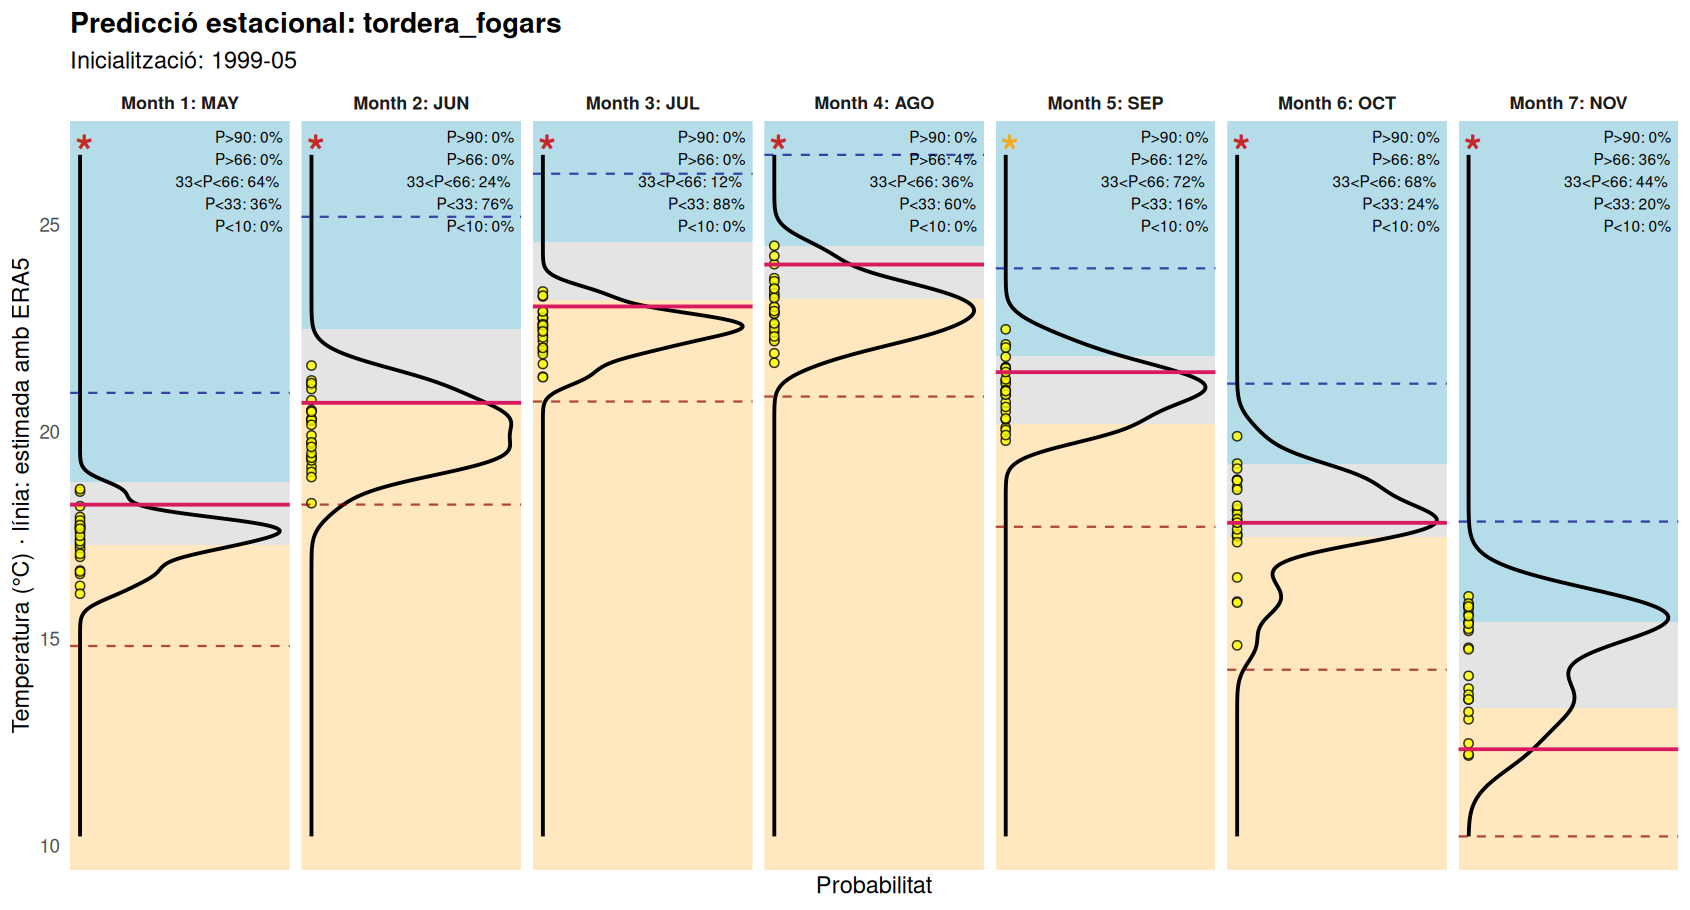 Predicció estacional: tordera_fogars
Inicialització: 1999-05
Month 1: MAY
Month 2: JUN
Month 3: JUL
Month 4: AGO
Month 5: SEP
Month 6: OCT
Month 7: NOV
*
P>90: 0%
P>66: 0%
33<P<66: 64%
P<33: 36%
P<10: 0%
*
P>90: 0%
P>66: 0%
33<P<66: 24%
P<33: 76%
P<10: 0%
*
P>90: 0%
P>66: 0%
33<P<66: 12%
P<33: 88%
P<10: 0%
*
P>90: 0%
P>66: 4%
33<P<66: 36%
P<33: 60%
P<10: 0%
*
P>90: 0%
P>66: 12%
33<P<66: 72%
P<33: 16%
P<10: 0%
*
P>90: 0%
P>66: 8%
33<P<66: 68%
P<33: 24%
P<10: 0%
*
P>90: 0%
P>66: 36%
33<P<66: 44%
P<33: 20%
P<10: 0%
25
20
15
10
Temperatura (°C) · línia: estimada amb ERA5
Probabilitat